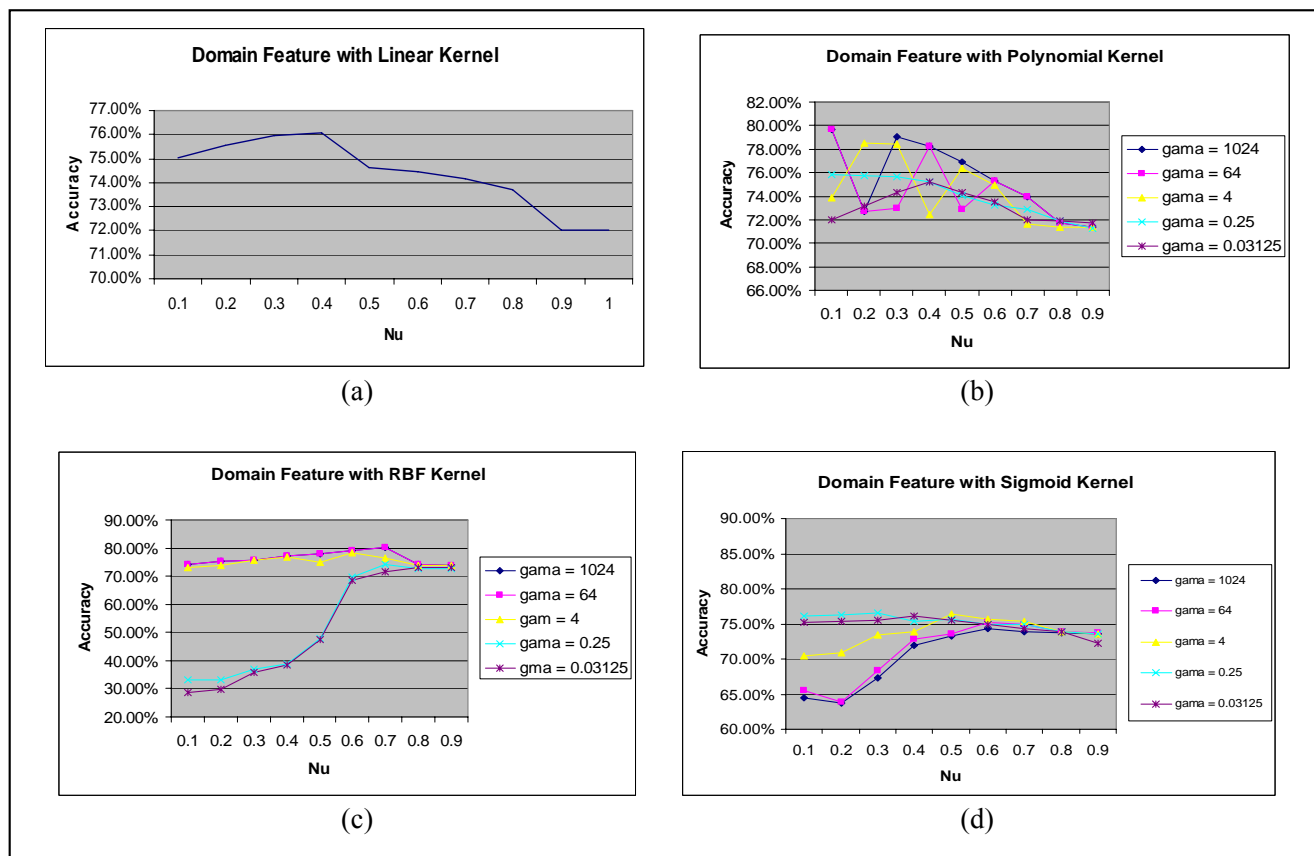 Domain Feature with Linear Kernel
77.00%
76.00%
75.00%
74.00%
73.00%
72.00%
71.00%
70.00%
Accuracy
0.1 0.2 0.3 0.4 0.5 0.6 0.7 0.8 0.9 1
Nu
(a)
Domain Feature with Polynomial Kernel
82.00%
80.00%
78.00%
76.00%
74.00%
72.00%
70.00%
68.00%
66.00%
Accuracy
0.1 0.2 0.3 0.4 0.5 0.6 0.7 0.8 0.9
Nu
gama = 1024
gama = 64
gama = 4
gama = 0.25
gama = 0.03125
(b)
Domain Feature with RBF Kernel
90.00%
80.00%
70.00%
60.00%
50.00%
40.00%
30.00%
20.00%
Accuracy
0.1 0.2 0.3 0.4 0.5 0.6 0.7 0.8 0.9
Nu
gama = 1024
gama = 64
gam = 4
gama = 0.25
gma = 0.03125
(c)
Domain Feature with Sigmoid Kernel
90.00%
85.00%
80.00%
75.00%
70.00%
65.00%
60.00%
Accuracy
0.1 0.2 0.3 0.4 0.5 0.6 0.7 0.8 0.9
Nu
gama = 1024
gama = 64
gama = 4
gama = 0.25
gama = 0.03125
(d)